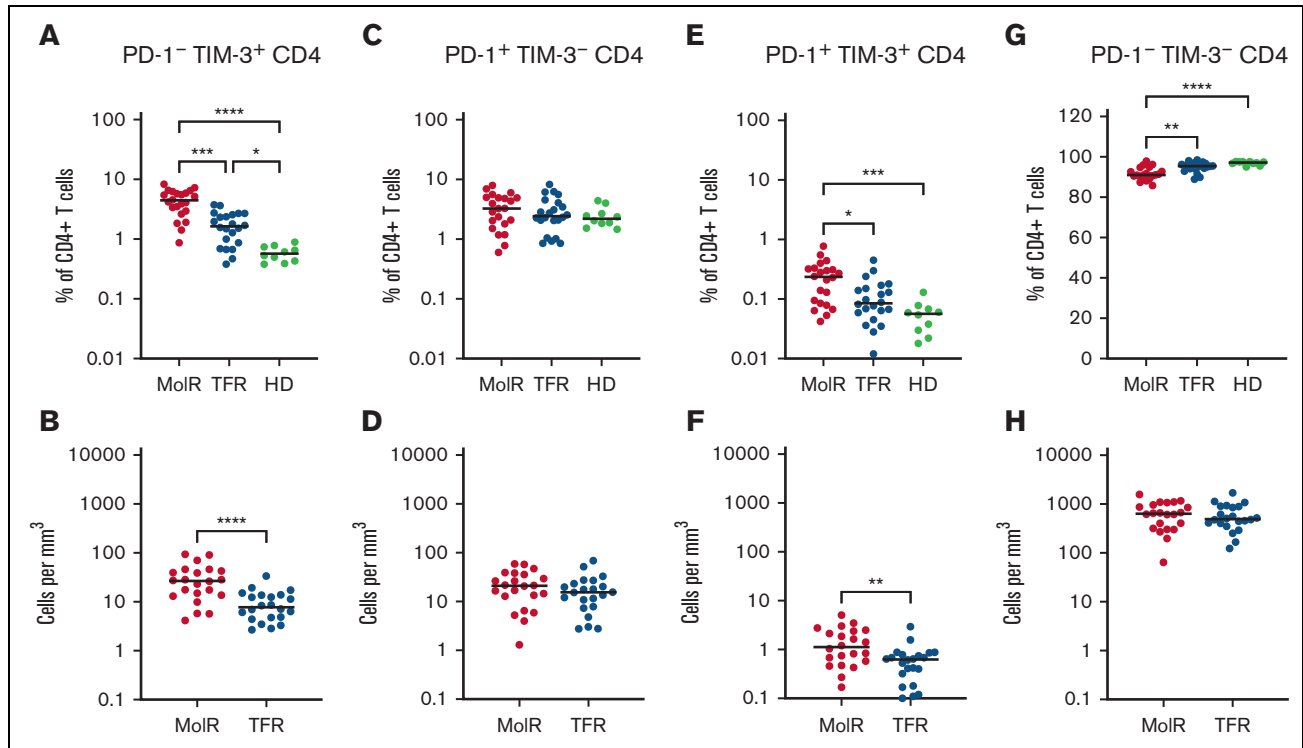 A
PD-1⁻ TIM-3⁺ CD4
% of CD4+ T cells
100
10
1
0.1
0.01
****
***
*
MolR TFR HD
C
PD-1⁺ TIM-3⁻ CD4
% of CD4+ T cells
100
10
1
0.1
0.01
MolR TFR HD
E
PD-1⁺ TIM-3⁺ CD4
% of CD4+ T cells
100
10
1
0.1
0.01
***
*
MolR TFR HD
G
PD-1⁻ TIM-3⁻ CD4
% of CD4+ T cells
120
100
80
60
40
20
0
****
**
MolR TFR HD
B
Cells per mm³
10000
1000
100
10
1
0.1
****
MolR TFR
D
Cells per mm³
10000
1000
100
10
1
0.1
MolR TFR
F
Cells per mm³
10000
1000
100
10
1
0.1
**
MolR TFR
H
Cells per mm³
10000
1000
100
10
1
0.1
MolR TFR